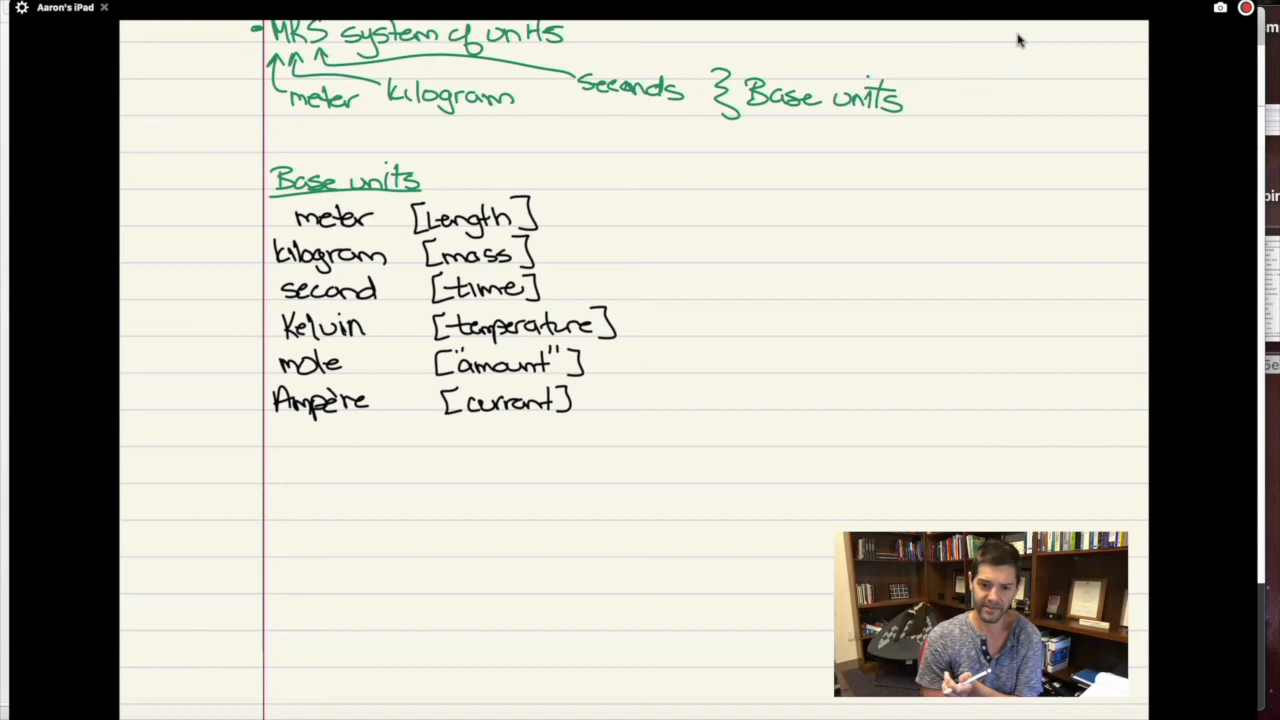 Aaron's iPad
• MKS system of units
meter kilogram seconds } Base units
Base units
meter [Length]
kilogram [mass]
second [time]
Kelvin [temperature]
mole ["amount"]
Ampère [current]